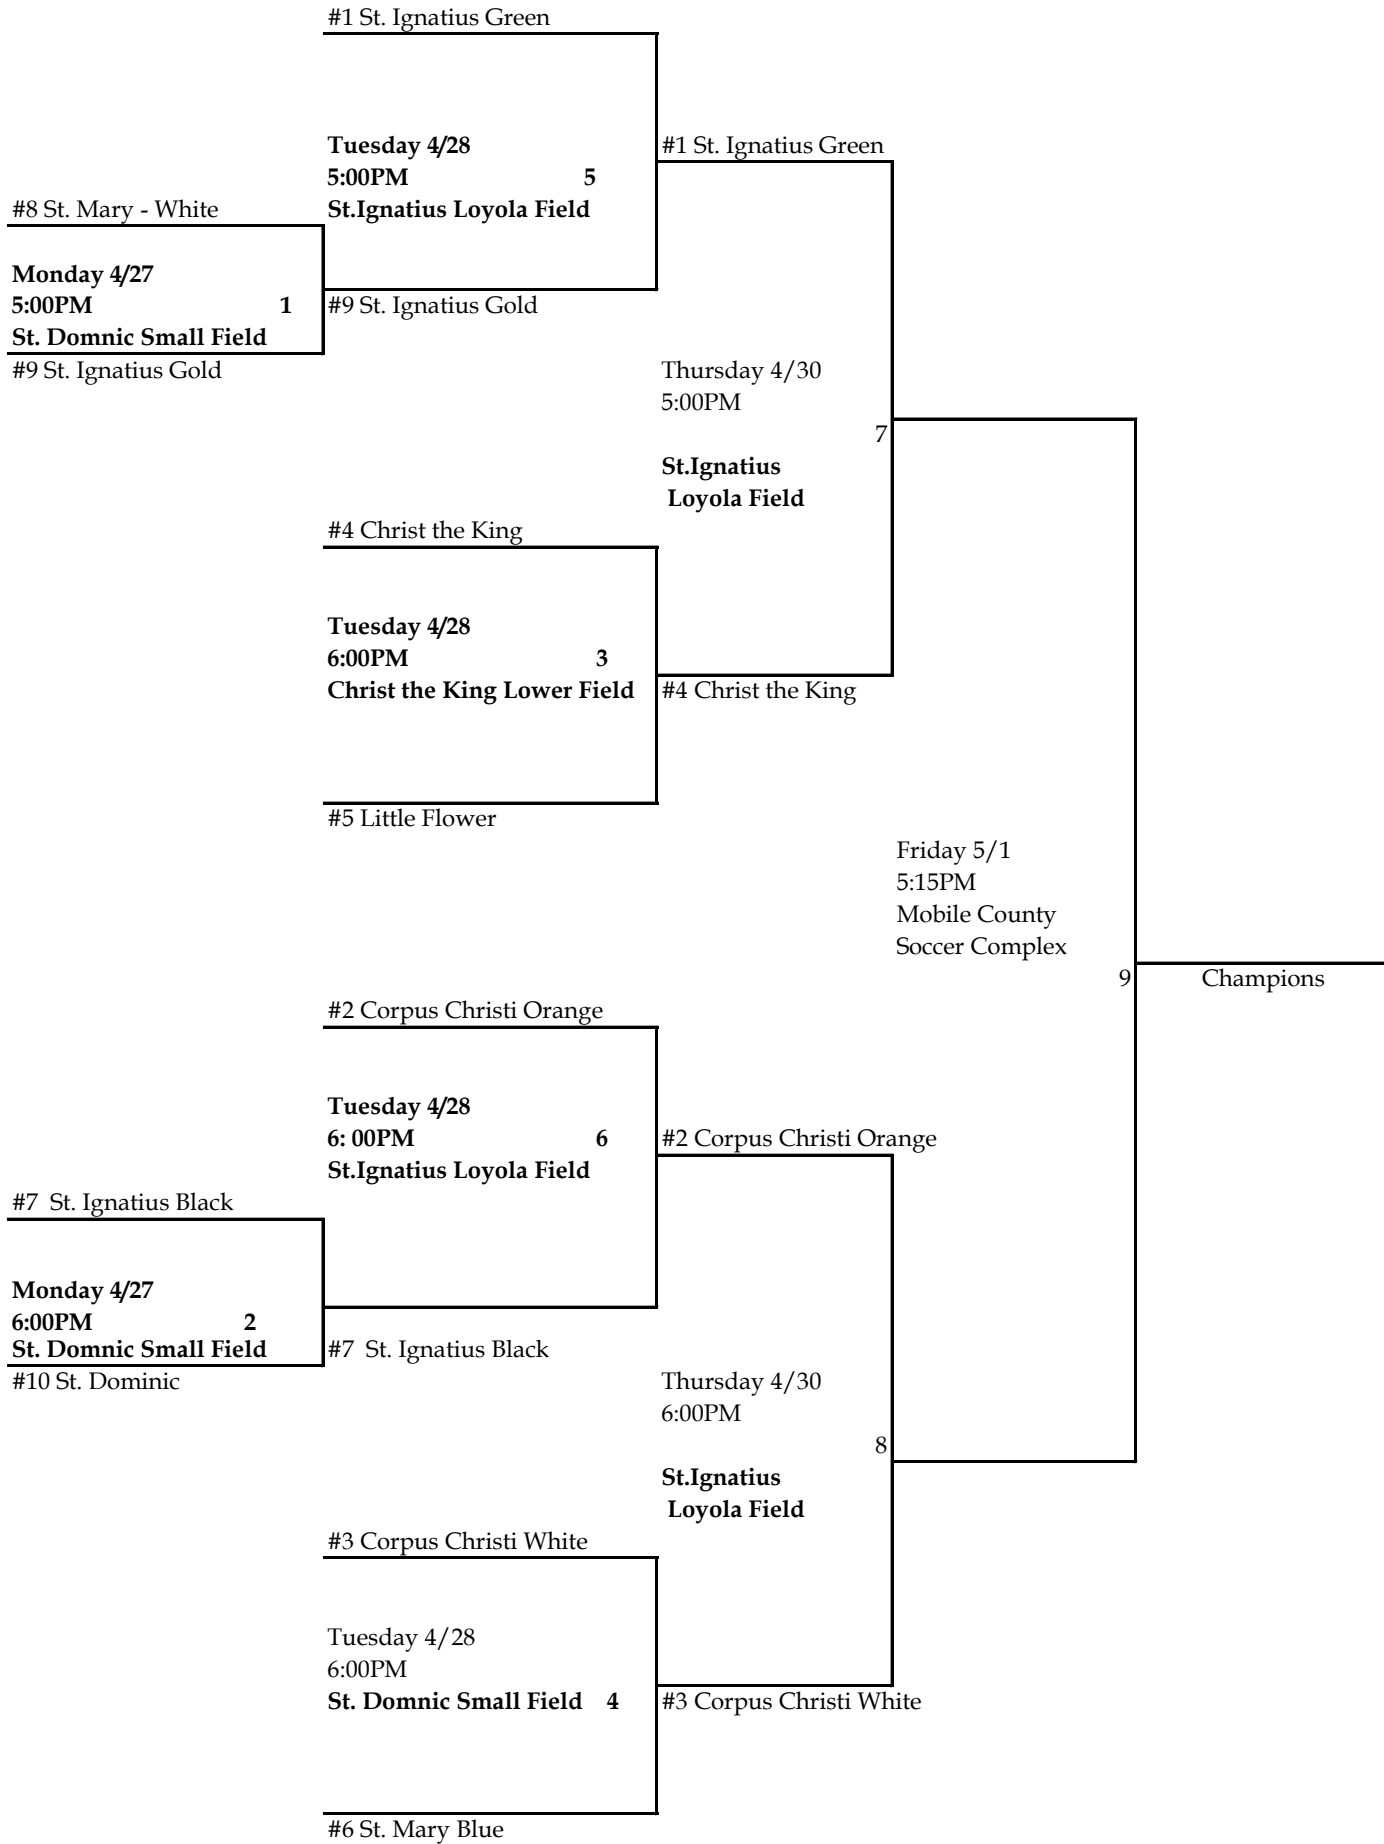 #1 St. Ignatius Green
Tuesday 4/28
5:00PM 5
St.Ignatius Loyola Field
#1 St. Ignatius Green
#8 St. Mary - White
Monday 4/27
5:00PM 1
St. Domnic Small Field
#9 St. Ignatius Gold
#9 St. Ignatius Gold
Thursday 4/30
5:00PM
7
St.Ignatius
Loyola Field
#4 Christ the King
Tuesday 4/28
6:00PM 3
Christ the King Lower Field
#4 Christ the King
#5 Little Flower
Friday 5/1
5:15PM
Mobile County
Soccer Complex
9
Champions
#2 Corpus Christi Orange
Tuesday 4/28
6: 00PM 6
St.Ignatius Loyola Field
#2 Corpus Christi Orange
#7  St. Ignatius Black
Monday 4/27
6:00PM 2
St. Domnic Small Field
#10 St. Dominic
#7  St. Ignatius Black
Thursday 4/30
6:00PM
8
St.Ignatius
Loyola Field
#3 Corpus Christi White
Tuesday 4/28
6:00PM
St. Domnic Small Field 4
#3 Corpus Christi White
#6 St. Mary Blue